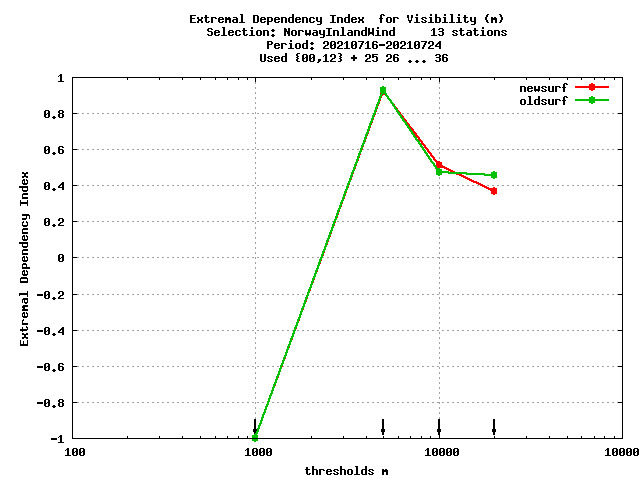 Extremal Dependency Index  for Visibility (m)
Selection: NorwayInlandWind     13 stations
Period: 20210716-20210724
Used {00,12} + 25 26 ... 36
newsurf
oldsurf
Extremal Dependency Index
1
0.8
0.6
0.4
0.2
0
-0.2
-0.4
-0.6
-0.8
-1
100
1000
10000
10000
thresholds m